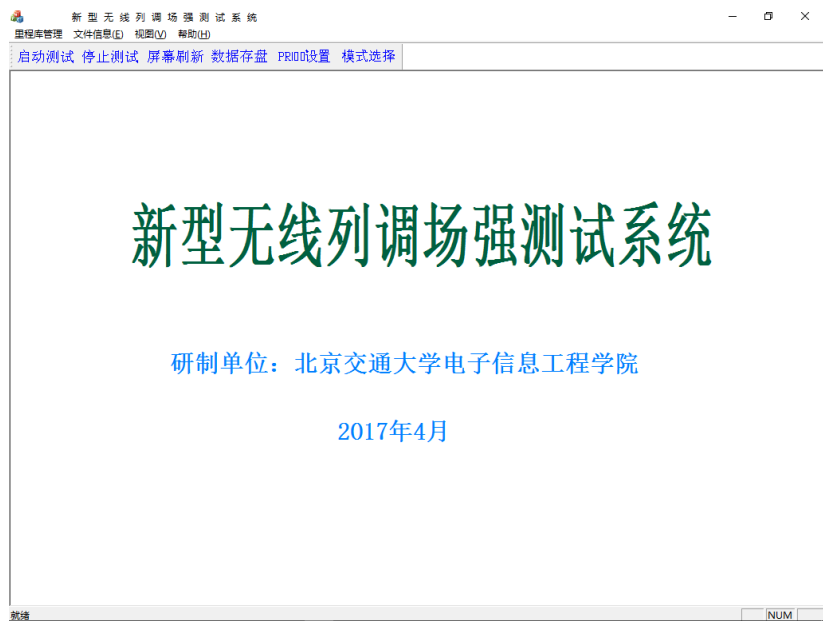 新 型 无 线 列 调 场 强 测 试 系 统
里程库管理 文件信息(E) 视图(V) 帮助(H)
启动测试 停止测试 屏幕刷新 数据存盘 PR100设置 模式选择
新型无线列调场强测试系统
研制单位：北京交通大学电子信息工程学院
2017年4月
就绪 NUM